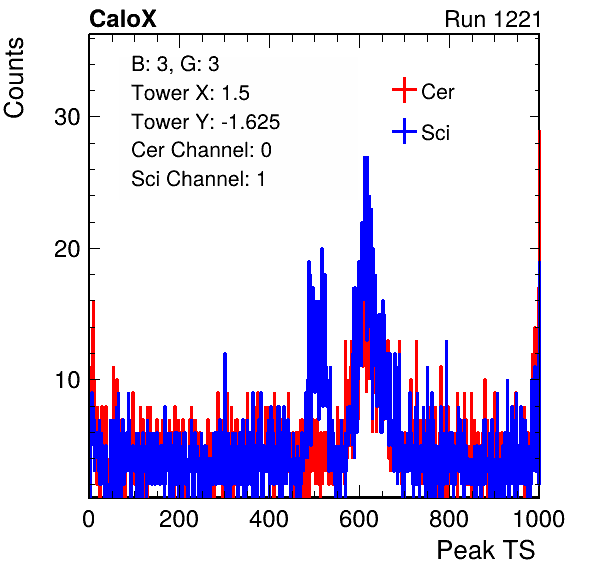 CaloX Run 1221
Counts
B: 3, G: 3
Tower X: 1.5
Tower Y: -1.625
Cer Channel: 0
Sci Channel: 1
Cer
Sci
30
20
10
0 200 400 600 800 1000
Peak TS